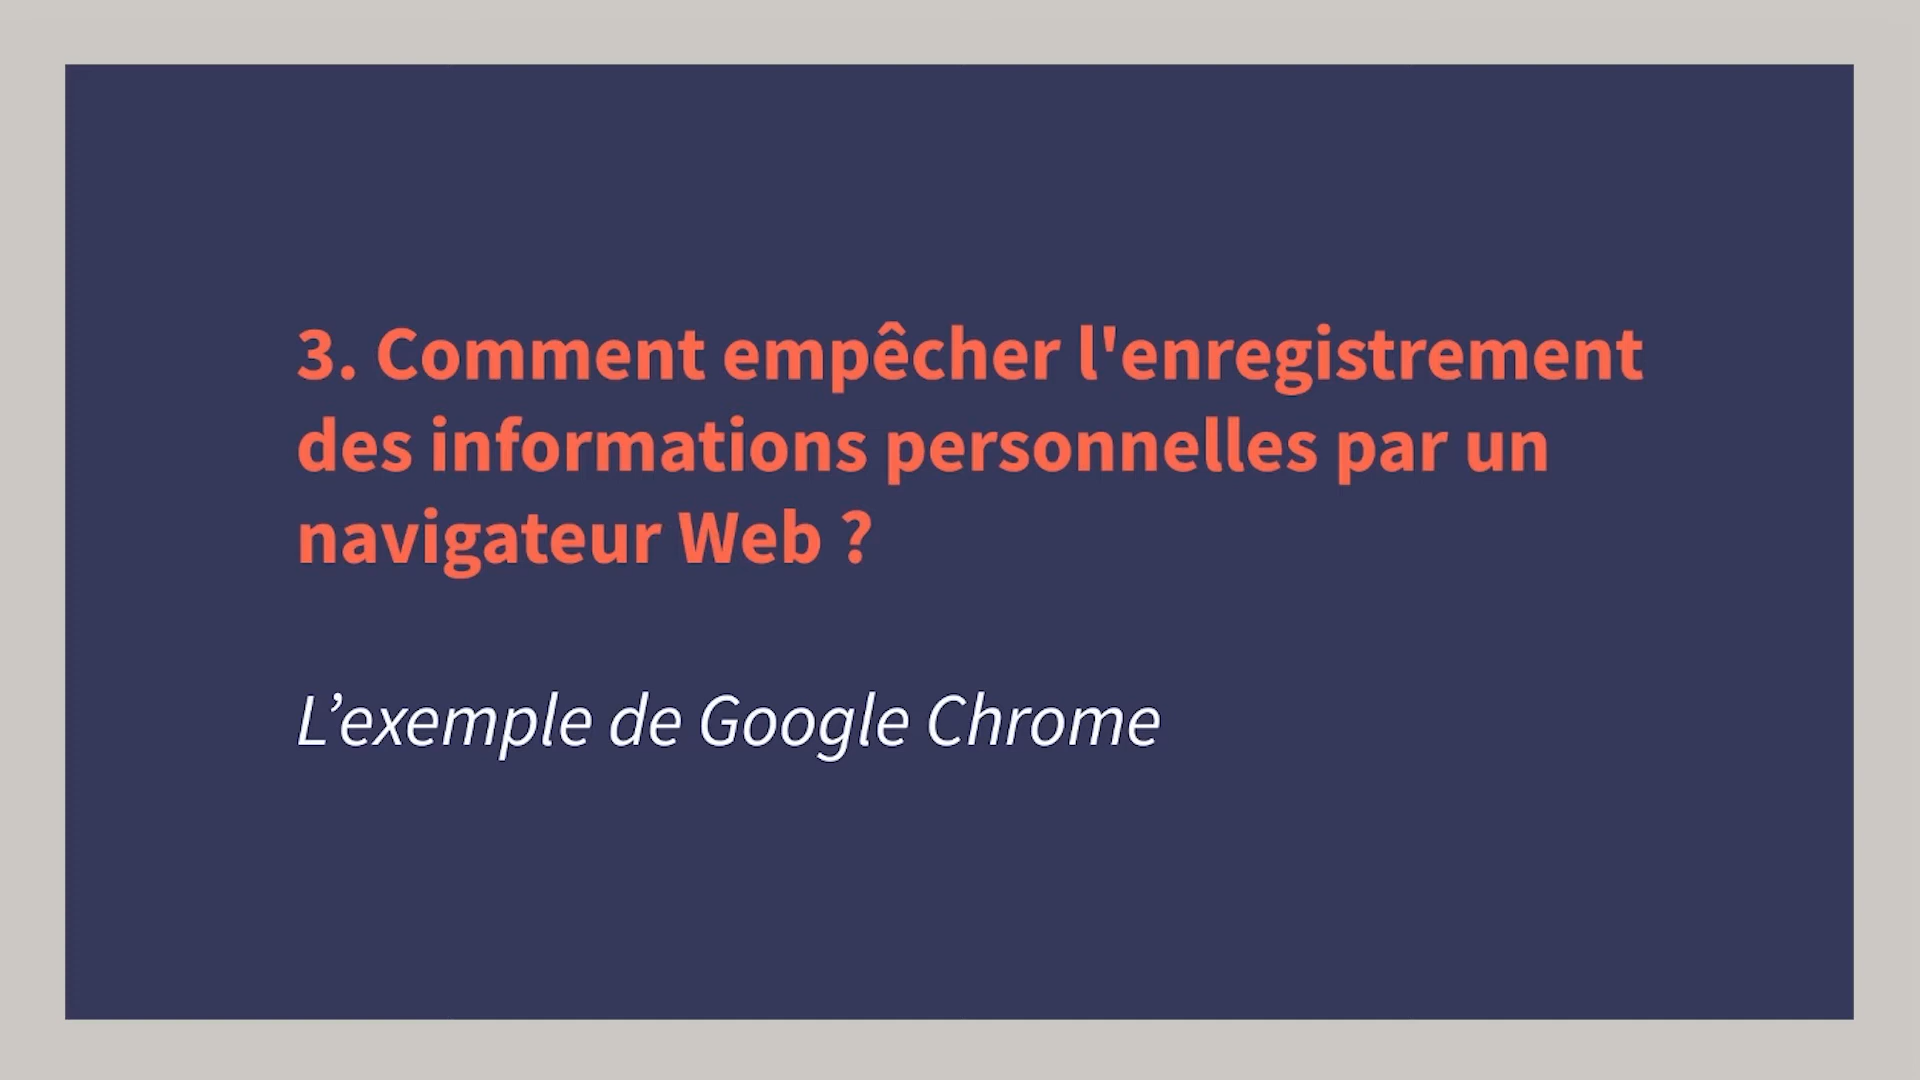 3. Comment empêcher l'enregistrement
des informations personnelles par un
navigateur Web ?
L’exemple de Google Chrome